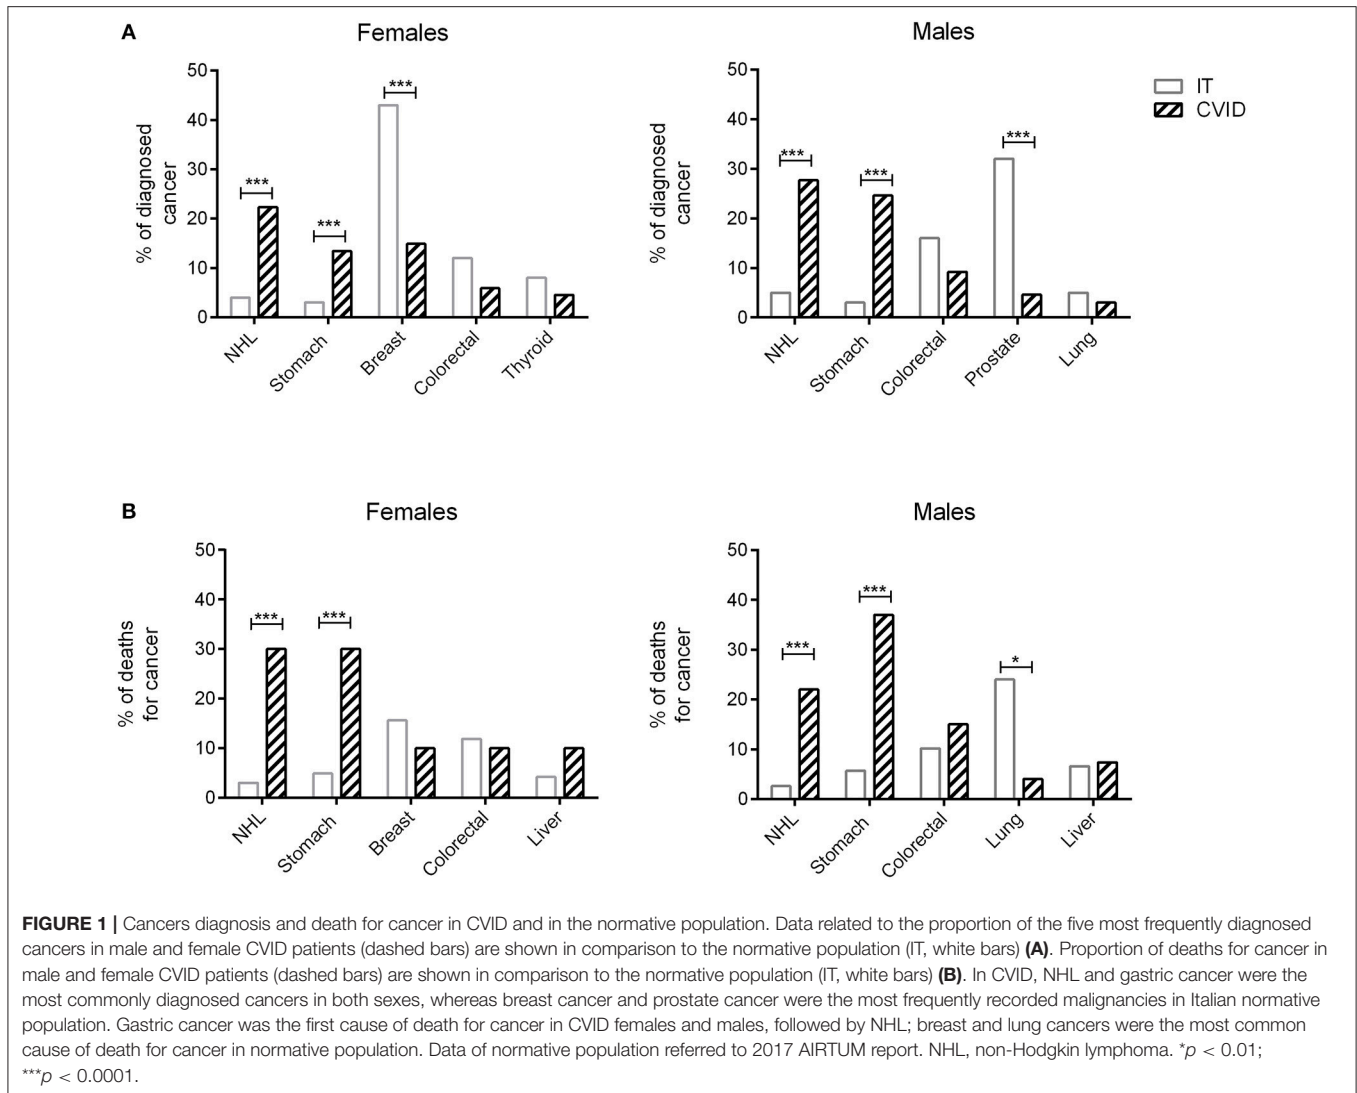 A
Females
Males
IT
CVID
% of diagnosed
cancer
50
40
30
20
10
0
***
***
***
NHL
Stomach
Breast
Colorectal
Thyroid
% of diagnosed
cancer
50
40
30
20
10
0
***
***
***
NHL
Stomach
Colorectal
Prostate
Lung
B
Females
Males
% of deaths
for cancer
50
40
30
20
10
0
***
***
NHL
Stomach
Breast
Colorectal
Liver
% of deaths
for cancer
50
40
30
20
10
0
***
***
*
NHL
Stomach
Colorectal
Lung
Liver
FIGURE 1 | Cancers diagnosis and death for cancer in CVID and in the normative population. Data related to the proportion of the five most frequently diagnosed
cancers in male and female CVID patients (dashed bars) are shown in comparison to the normative population (IT, white bars) (A). Proportion of deaths for cancer in
male and female CVID patients (dashed bars) are shown in comparison to the normative population (IT, white bars) (B). In CVID, NHL and gastric cancer were the
most commonly diagnosed cancers in both sexes, whereas breast cancer and prostate cancer were the most frequently recorded malignancies in Italian normative
population. Gastric cancer was the first cause of death for cancer in CVID females and males, followed by NHL; breast and lung cancers were the most common
cause of death for cancer in normative population. Data of normative population referred to 2017 AIRTUM report. NHL, non-Hodgkin lymphoma. *p < 0.01;
***p < 0.0001.